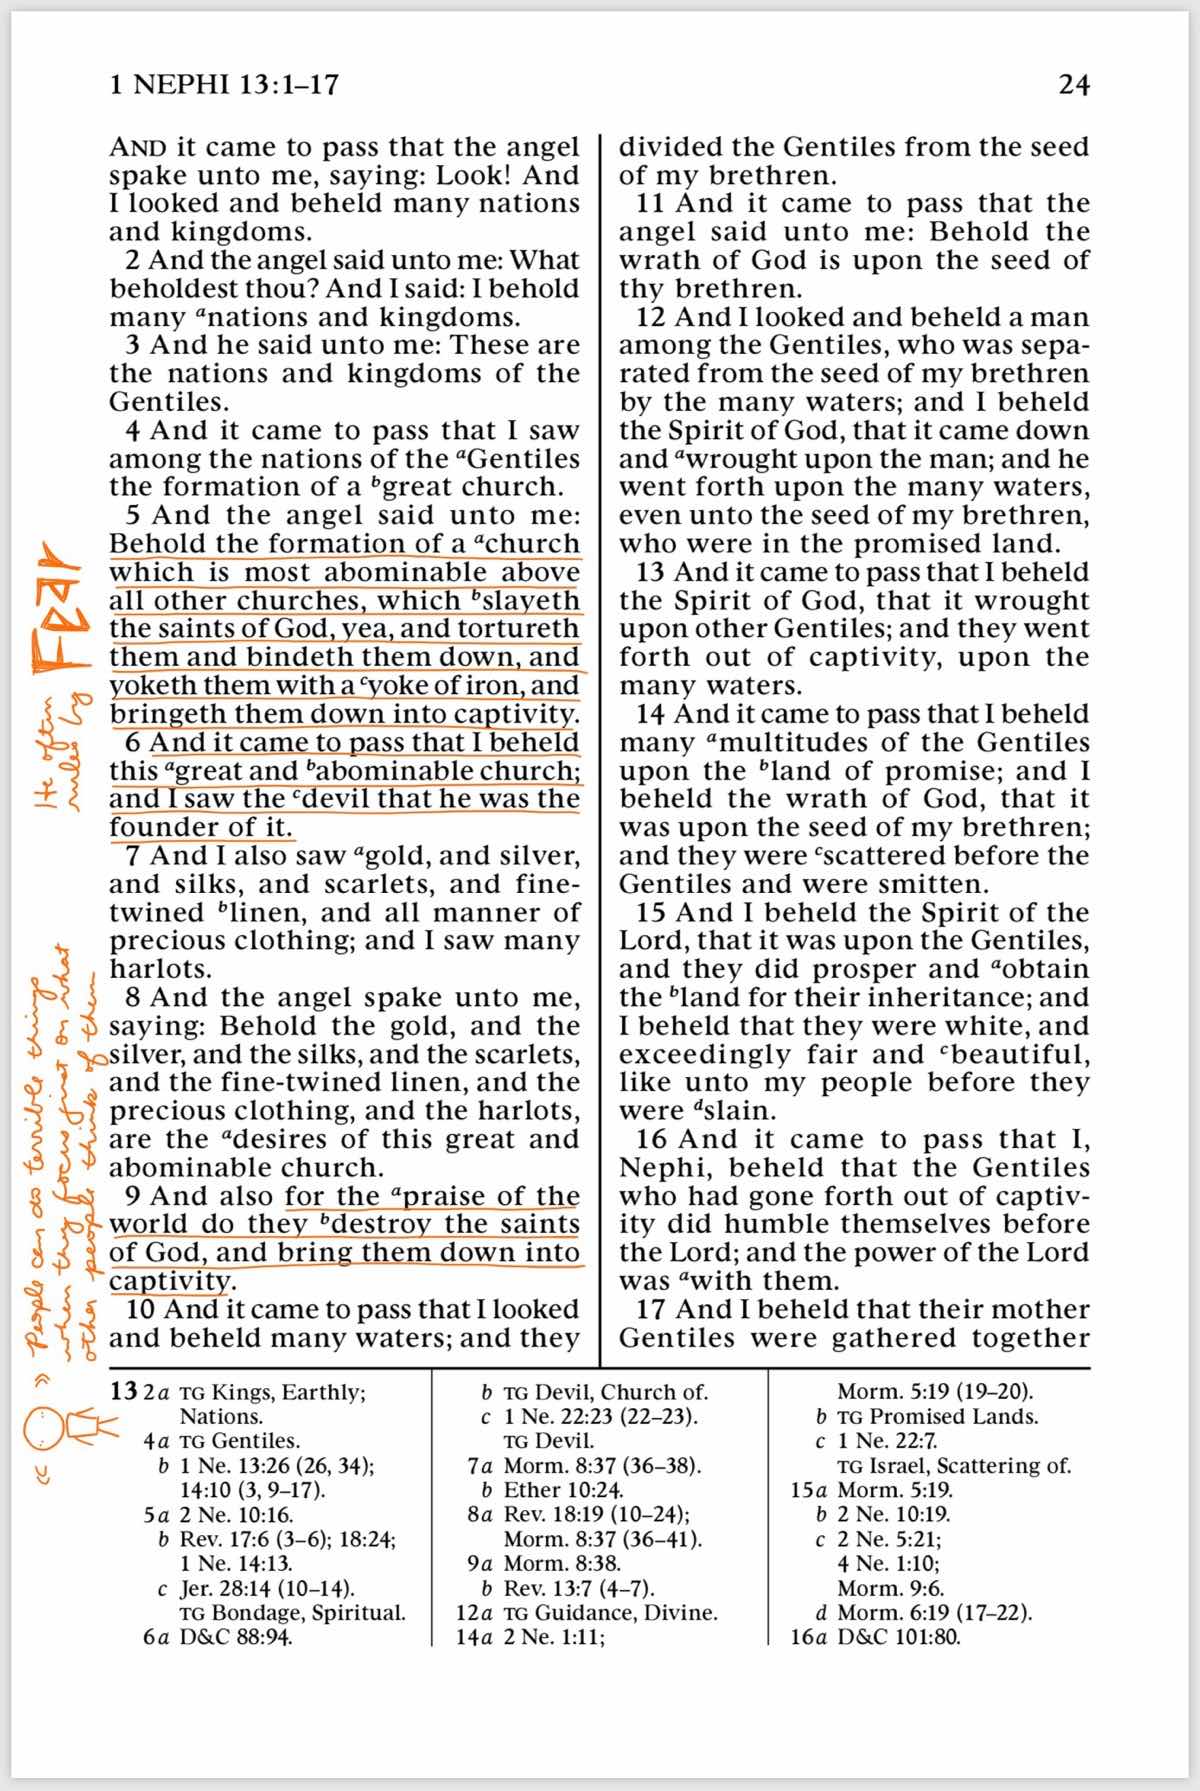 1 NEPHI 13:1–17
24
AND it came to pass that the angel
spake unto me, saying: Look! And
I looked and beheld many nations
and kingdoms.
2 And the angel said unto me: What
beholdest thou? And I said: I behold
many ᵃnations and kingdoms.
3 And he said unto me: These are
the nations and kingdoms of the
Gentiles.
4 And it came to pass that I saw
among the nations of the ᵃGentiles
the formation of a ᵇgreat church.
5 And the angel said unto me:
Behold the formation of a ᵃchurch
which is most abominable above
all other churches, which ᵇslayeth
the saints of God, yea, and tortureth
them and bindeth them down, and
yoketh them with a ᶜyoke of iron, and
bringeth them down into captivity.
6 And it came to pass that I beheld
this ᵃgreat and ᵇabominable church;
and I saw the ᶜdevil that he was the
founder of it.
7 And I also saw ᵃgold, and silver,
and silks, and scarlets, and fine-
twined ᵇlinen, and all manner of
precious clothing; and I saw many
harlots.
8 And the angel spake unto me,
saying: Behold the gold, and the
silver, and the silks, and the scarlets,
and the fine-twined linen, and the
precious clothing, and the harlots,
are the ᵃdesires of this great and
abominable church.
9 And also for the ᵃpraise of the
world do they ᵇdestroy the saints
of God, and bring them down into
captivity.
10 And it came to pass that I looked
and beheld many waters; and they
divided the Gentiles from the seed
of my brethren.
11 And it came to pass that the
angel said unto me: Behold the
wrath of God is upon the seed of
thy brethren.
12 And I looked and beheld a man
among the Gentiles, who was sepa-
rated from the seed of my brethren
by the many waters; and I beheld
the Spirit of God, that it came down
and ᵃwrought upon the man; and he
went forth upon the many waters,
even unto the seed of my brethren,
who were in the promised land.
13 And it came to pass that I beheld
the Spirit of God, that it wrought
upon other Gentiles; and they went
forth out of captivity, upon the
many waters.
14 And it came to pass that I beheld
many ᵃmultitudes of the Gentiles
upon the ᵇland of promise; and I
beheld the wrath of God, that it
was upon the seed of my brethren;
and they were ᶜscattered before the
Gentiles and were smitten.
15 And I beheld the Spirit of the
Lord, that it was upon the Gentiles,
and they did prosper and ᵃobtain
the ᵇland for their inheritance; and
I beheld that they were white, and
exceedingly fair and ᶜbeautiful,
like unto my people before they
were ᵈslain.
16 And it came to pass that I,
Nephi, beheld that the Gentiles
who had gone forth out of captiv-
ity did humble themselves before
the Lord; and the power of the Lord
was ᵃwith them.
17 And I beheld that their mother
Gentiles were gathered together
He often
rules by
Fear
People can do terrible things
when they focus just on what
other people think of them
13 2a TG Kings, Earthly;
Nations.
4a TG Gentiles.
b 1 Ne. 13:26 (26, 34);
14:10 (3, 9–17).
5a 2 Ne. 10:16.
b Rev. 17:6 (3–6); 18:24;
1 Ne. 14:13.
c Jer. 28:14 (10–14).
TG Bondage, Spiritual.
6a D&C 88:94.
b TG Devil, Church of.
c 1 Ne. 22:23 (22–23).
TG Devil.
7a Morm. 8:37 (36–38).
b Ether 10:24.
8a Rev. 18:19 (10–24);
Morm. 8:37 (36–41).
9a Morm. 8:38.
b Rev. 13:7 (4–7).
12a TG Guidance, Divine.
14a 2 Ne. 1:11;
Morm. 5:19 (19–20).
b TG Promised Lands.
c 1 Ne. 22:7.
TG Israel, Scattering of.
15a Morm. 5:19.
b 2 Ne. 10:19.
c 2 Ne. 5:21;
4 Ne. 1:10;
Morm. 9:6.
d Morm. 6:19 (17–22).
16a D&C 101:80.